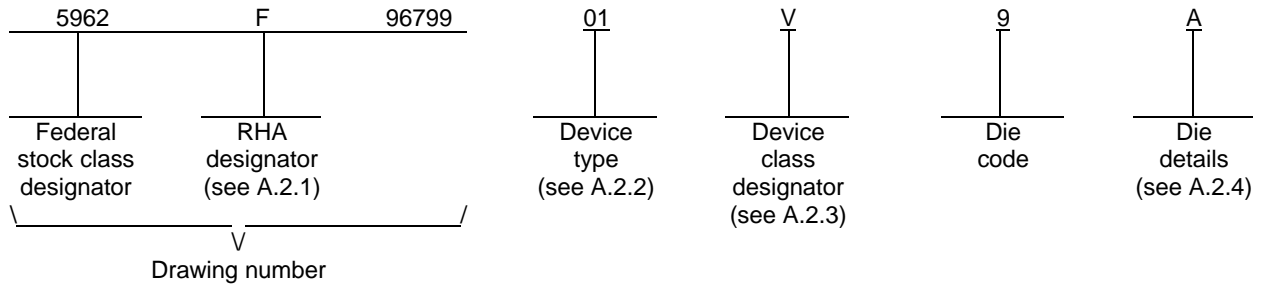 5962 F 96799 01 V 9 A
Federal stock class designator
RHA designator (see A.2.1)
Device type (see A.2.2)
Device class designator (see A.2.3)
Die code
Die details (see A.2.4)
Drawing number